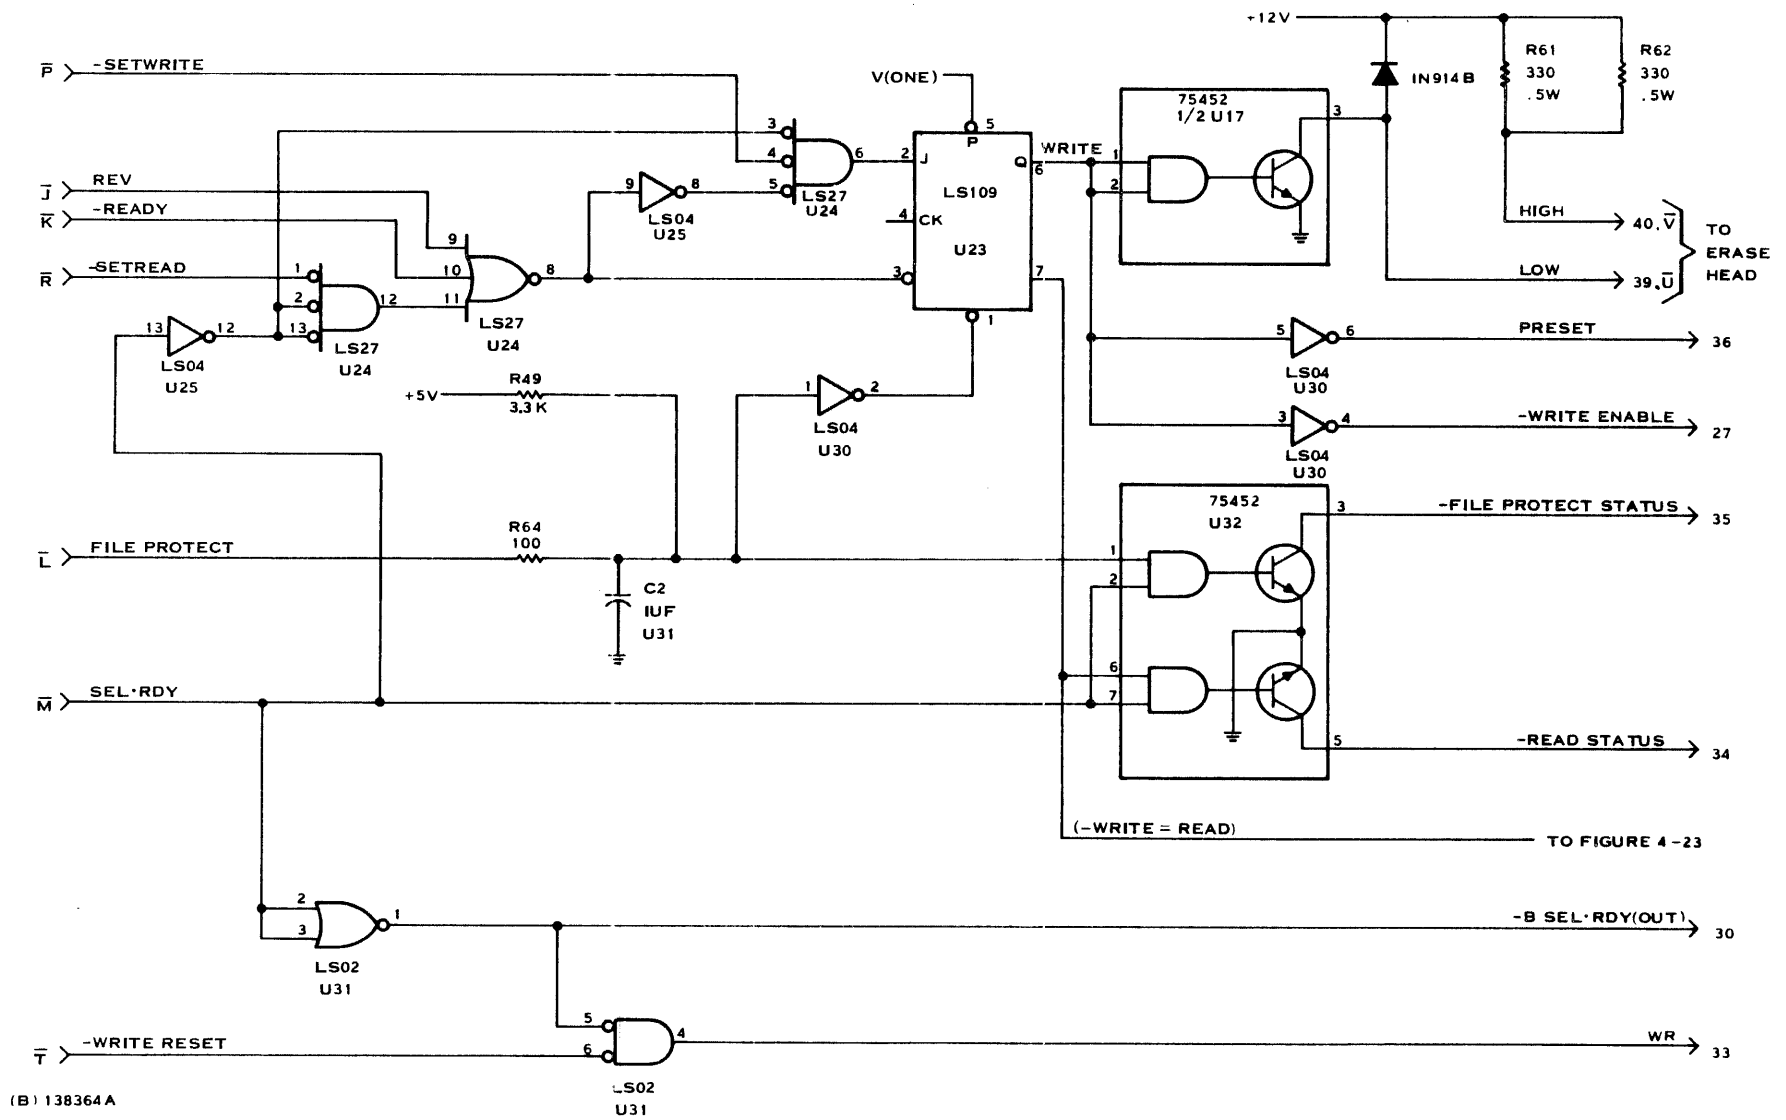 +12V
P̅ -SETWRITE
V(ONE)
R61
330
.5W
R62
330
.5W
IN914B
75452
1/2 U17
3
3
4
5
6
LS27
U24
5
P
2 J
Q
6
WRITE
1
2
LS109
4 CK
U23
3
7
1
J̅ REV
K̅ -READY
R̅ -SETREAD
9 8
LS04
U25
9
10
11
8
LS27
U24
1
2
13
12
LS27
U24
13 12
LS04
U25
HIGH
40.V̅
LOW
39.U̅
TO
ERASE
HEAD
5 6
LS04
U30
PRESET
36
3 4
LS04
U30
-WRITE ENABLE
27
+5V
R49
3.3K
1 2
LS04
U30
75452
U32
3
-FILE PROTECT STATUS
35
L̅ FILE PROTECT
R64
100
1
2
C2
1UF
U31
6
7
M̅ SEL·RDY
5
-READ STATUS
34
(-WRITE = READ)
TO FIGURE 4-23
2
3
1
LS02
U31
-B SEL·RDY(OUT)
30
T̅ -WRITE RESET
5
6
4
LS02
U31
WR
33
(B) 138364A